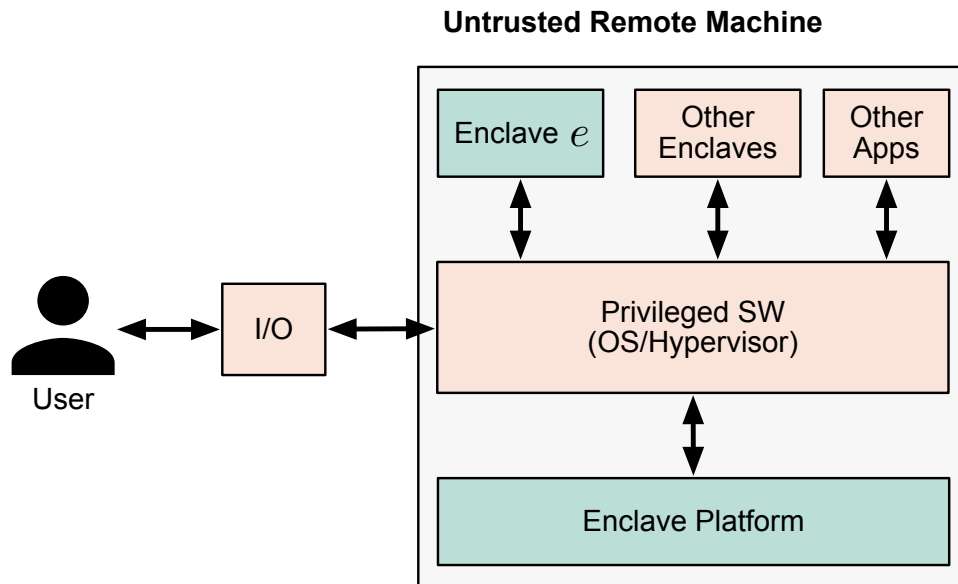 Untrusted Remote Machine
Enclave e
Other
Enclaves
Other
Apps
User
I/O
Privileged SW
(OS/Hypervisor)
Enclave Platform